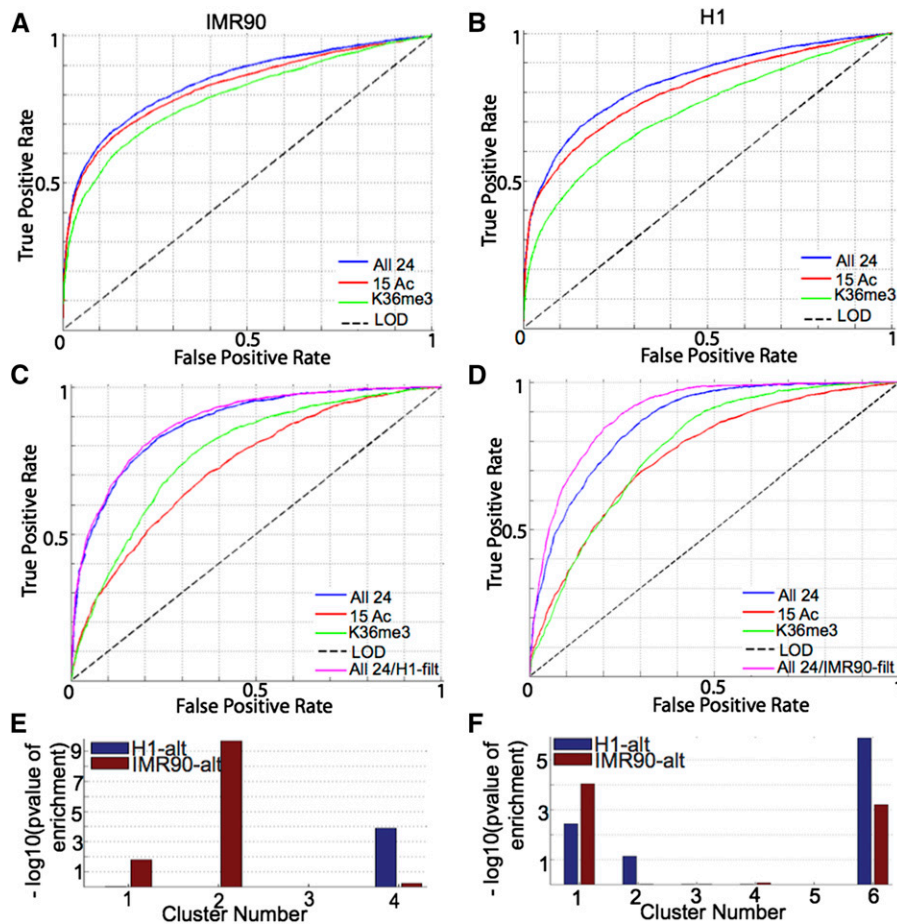 A
IMR90
True Positive Rate
1
0.5
0
All 24
15 Ac
K36me3
LOD
0.5
1
False Positive Rate
B
H1
True Positive Rate
1
0.5
0
All 24
15 Ac
K36me3
LOD
0.5
1
False Positive Rate
C
True Positive Rate
1
0.5
0
All 24
15 Ac
K36me3
LOD
All 24/H1-filt
0.5
1
False Positive Rate
D
True Positive Rate
1
0.5
0
All 24
15 Ac
K36me3
LOD
All 24/IMR90-filt
0.5
1
False Positive Rate
E
- log10(pvalue of
enrichment)
9
7
5
3
1
H1-alt
IMR90-alt
1 2 3 4
Cluster Number
F
- log10(pvalue of
enrichment)
5
3
1
H1-alt
IMR90-alt
1 2 3 4 5 6
Cluster Number